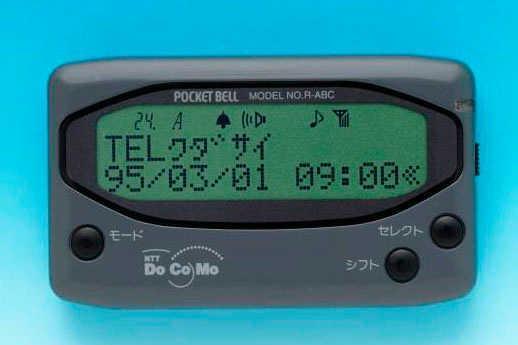 POCKET BELL MODEL NO.R-ABC
24. A
TELクダサイ
95/03/01 09:00
モード
セレクト
シフト
NTT
DoCoMo